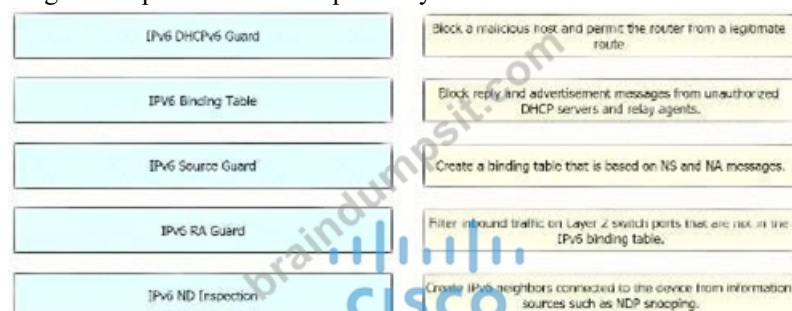 IPv6 DHCPv6 Guard
Block a malicious host and permit the router from a legitimate
route.
IPV6 Binding Table
Block reply and advertisement messages from unauthorized
DHCP servers and relay agents.
IPv6 Source Guard
Create a binding table that is based on NS and NA messages.
IPv6 RA Guard
Filter inbound traffic on Layer 2 switch ports that are not in the
IPv6 binding table.
IPv6 ND Inspection
Create IPv6 neighbors connected to the device from information
sources such as NDP snooping.
braindumpsit.com
CISCO